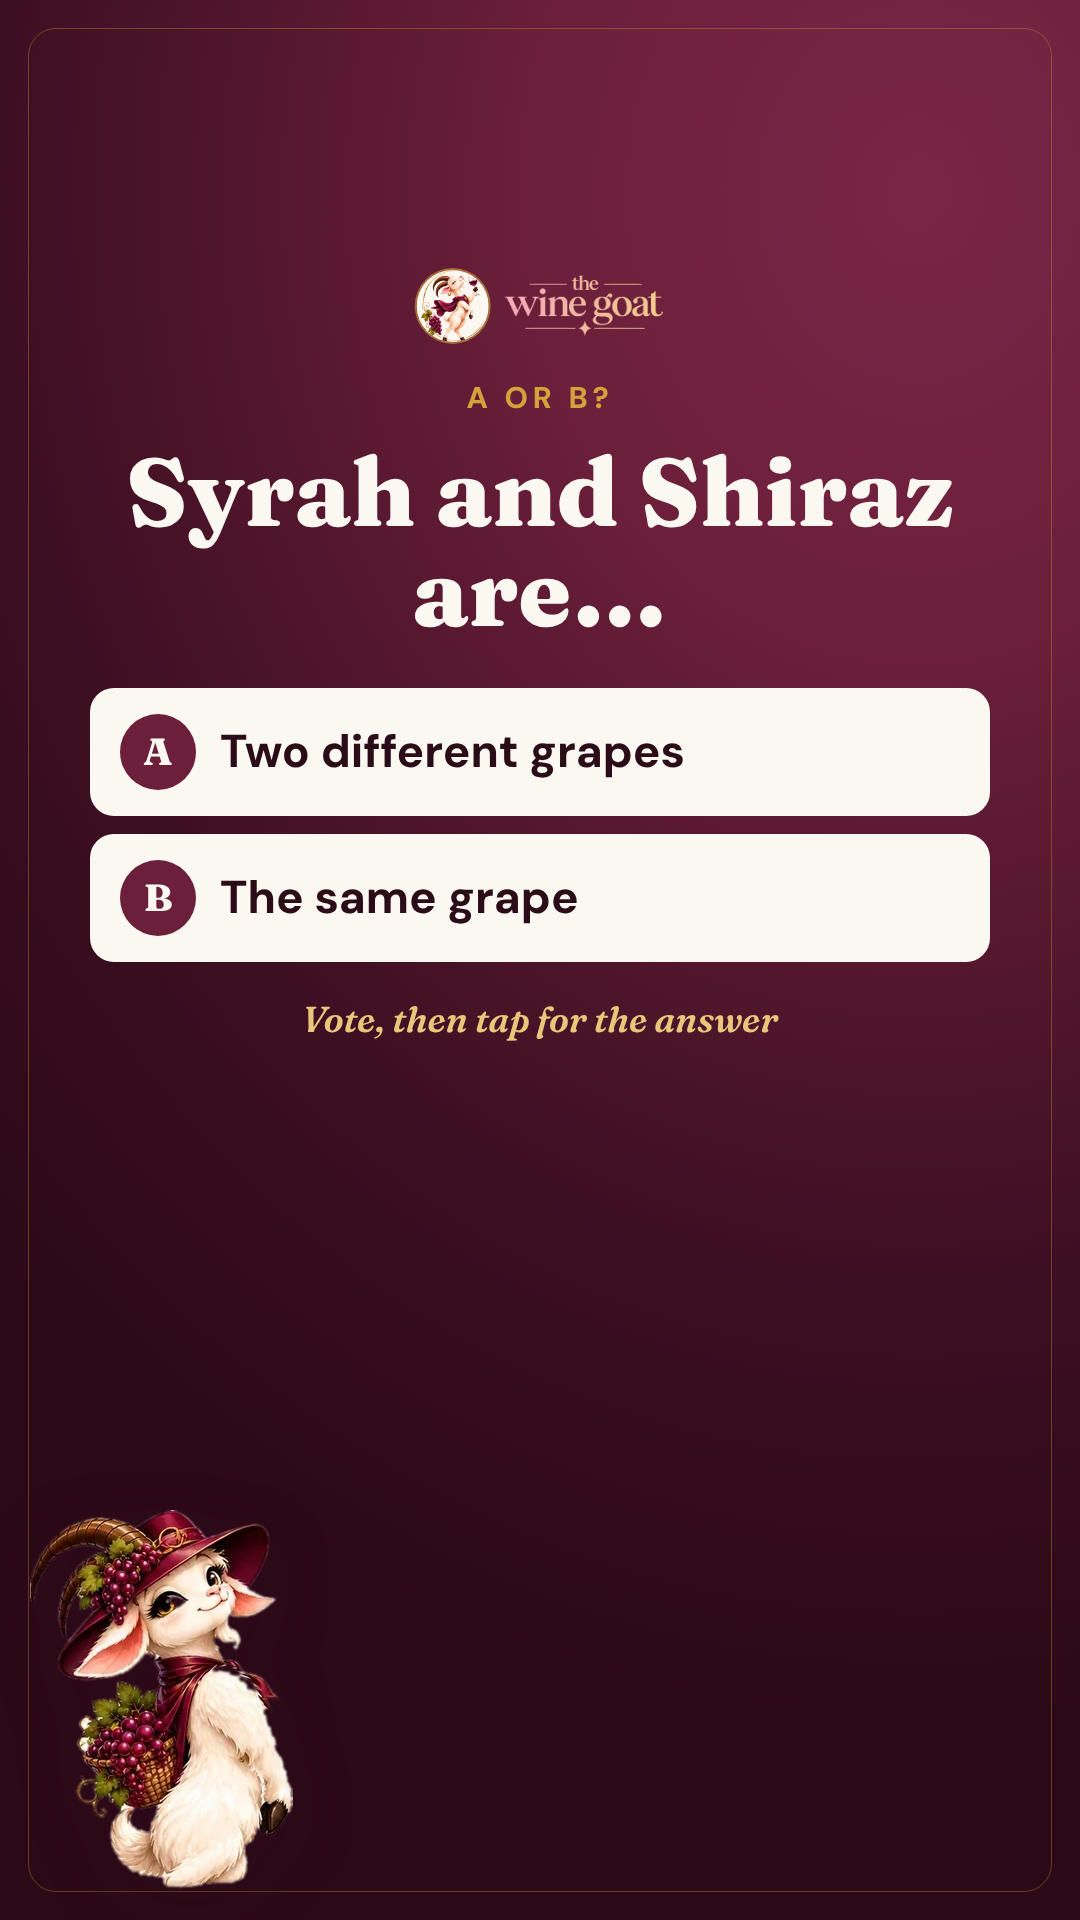 the
wine goat
A OR B?
Syrah and Shiraz
are...
A Two different grapes
B The same grape
Vote, then tap for the answer